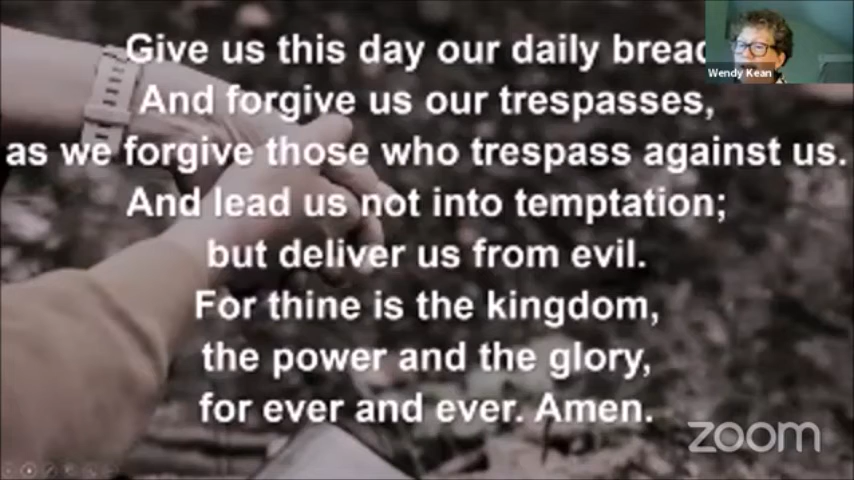 Give us this day our daily bread
Wendy Kean
And forgive us our trespasses,
as we forgive those who trespass against us.
And lead us not into temptation;
but deliver us from evil.
For thine is the kingdom,
the power and the glory,
for ever and ever. Amen.
zoom